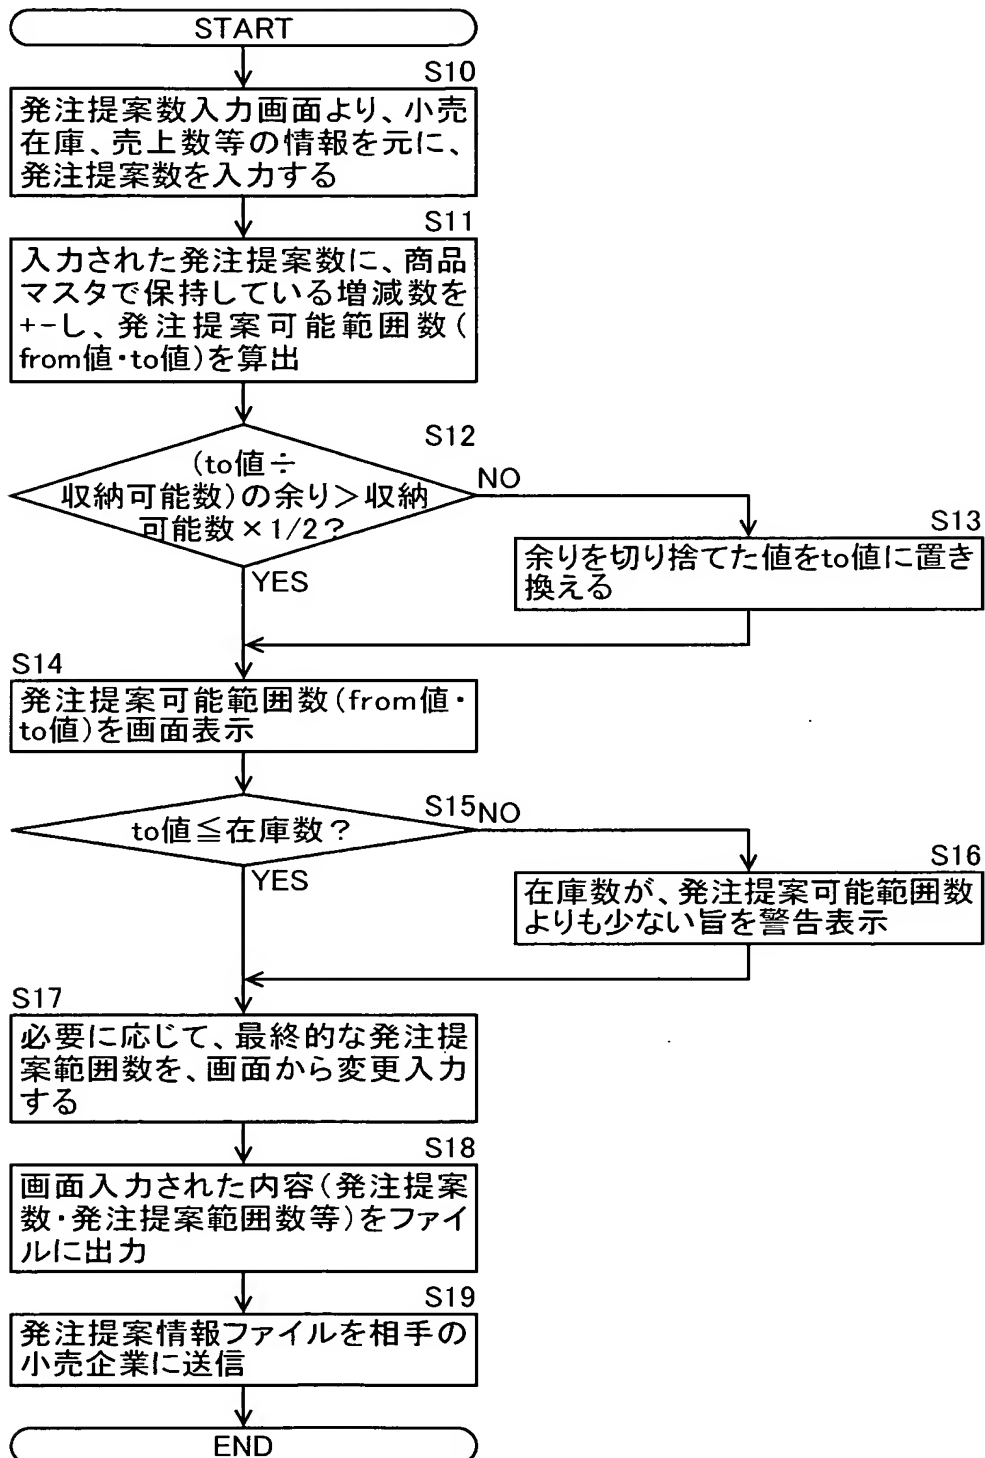 START
S10
発注提案数入力画面より、小売
在庫、売上数等の情報を元に、
発注提案数を入力する
S11
入力された発注提案数に、商品
マスタで保持している増減数を
+-し、発注提案可能範囲数(
from値・to値)を算出
S12
(to値÷
収納可能数)の余り>収納
可能数×1/2?
NO
YES
S13
余りを切り捨てた値をto値に置き
換える
S14
発注提案可能範囲数(from値・
to値)を画面表示
S15
to値≦在庫数?
NO
YES
S16
在庫数が、発注提案可能範囲数
よりも少ない旨を警告表示
S17
必要に応じて、最終的な発注提
案範囲数を、画面から変更入力
する
S18
画面入力された内容(発注提案
数・発注提案範囲数等)をファイ
ルに出力
S19
発注提案情報ファイルを相手の
小売企業に送信
END